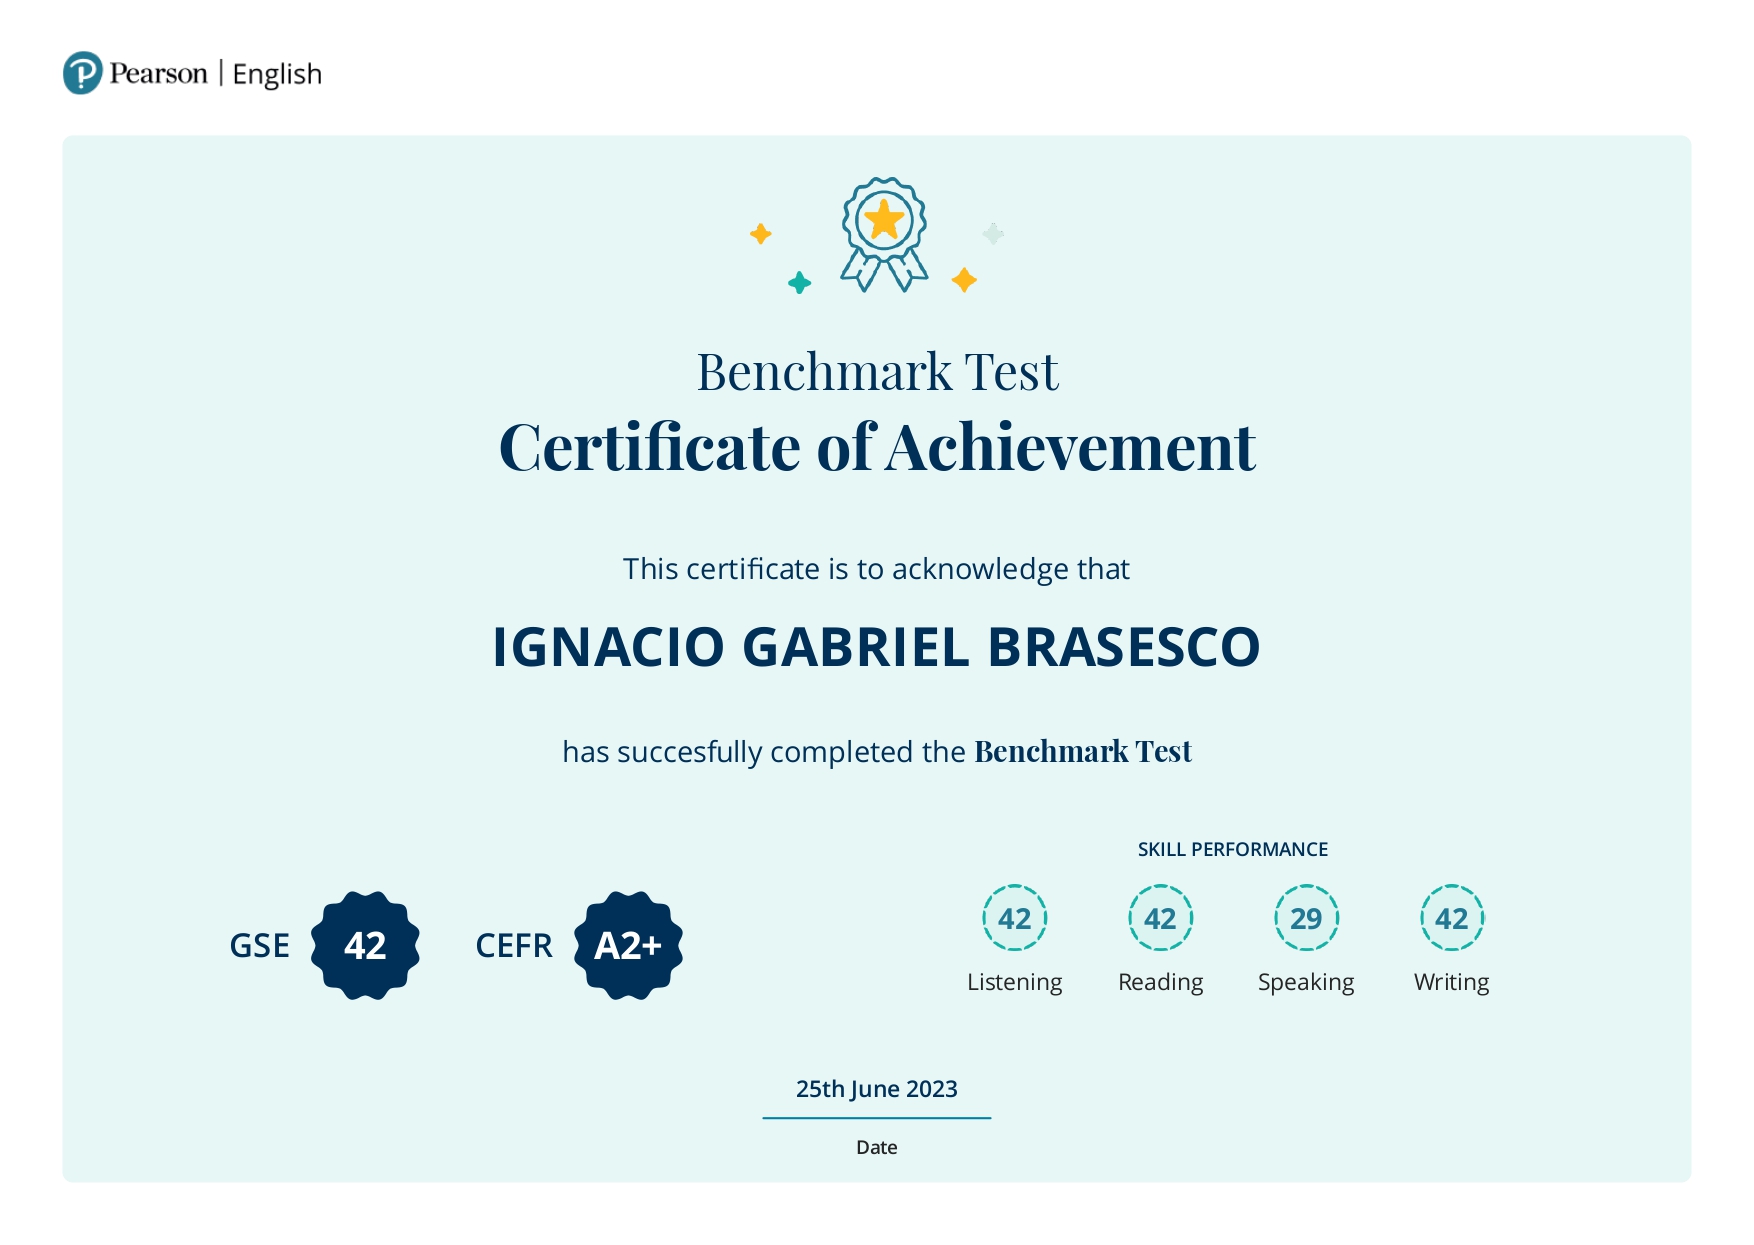 Pearson | English
Benchmark Test
Certificate of Achievement
This certificate is to acknowledge that
IGNACIO GABRIEL BRASESCO
has succesfully completed the Benchmark Test
SKILL PERFORMANCE
GSE 42 CEFR A2+
42 42 29 42
Listening Reading Speaking Writing
25th June 2023
Date